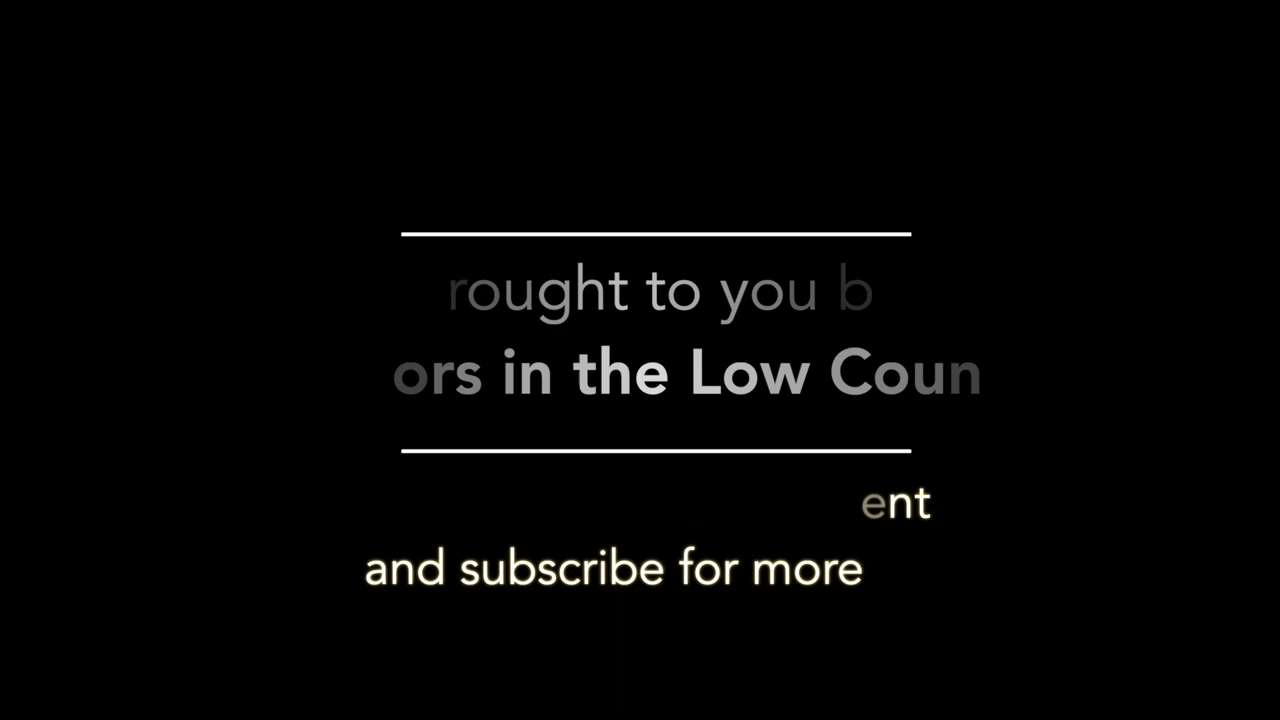 rought to you b
ors in the Low Coun
ent
and subscribe for more